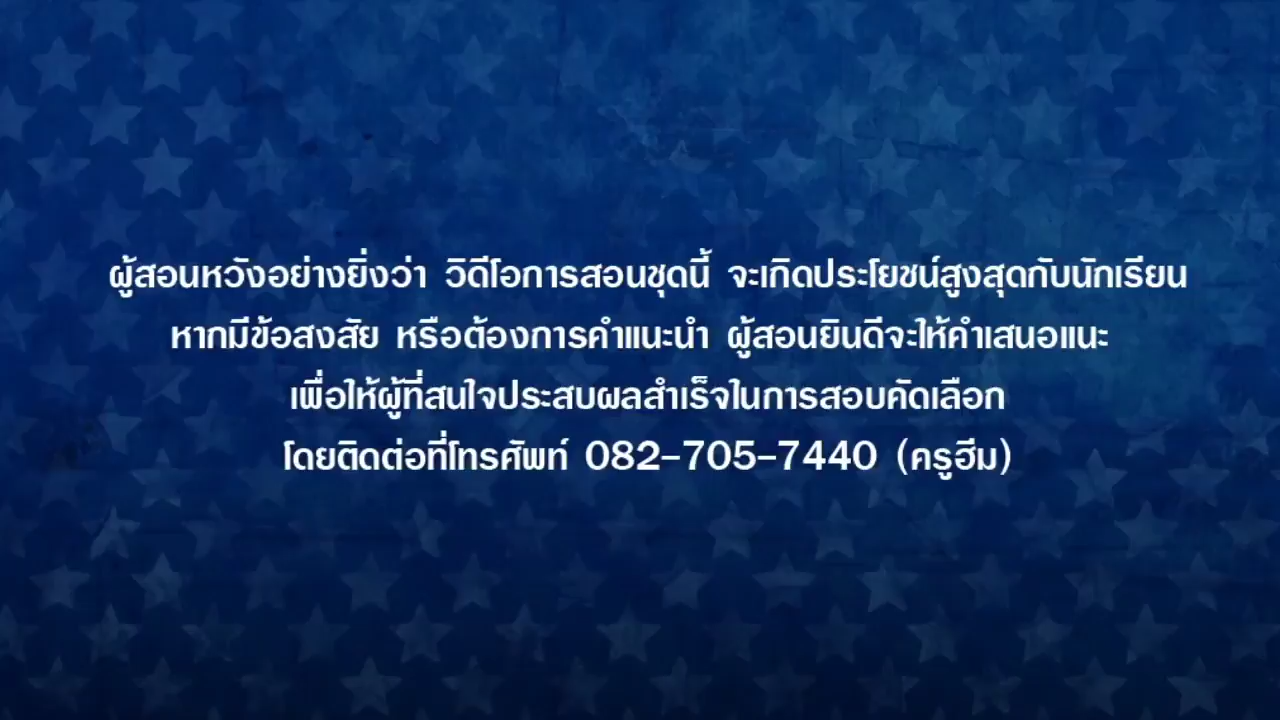 ผู้สอนหวังอย่างยิ่งว่า วิดีโอการสอนชุดนี้ จะเกิดประโยชน์สูงสุดกับนักเรียน
หากมีข้อสงสัย หรือต้องการคำแนะนำ ผู้สอนยินดีจะให้คำเสนอแนะ
เพื่อให้ผู้ที่สนใจประสบผลสำเร็จในการสอบคัดเลือก
โดยติดต่อที่โทรศัพท์ 082-705-7440 (ครูฮีม)